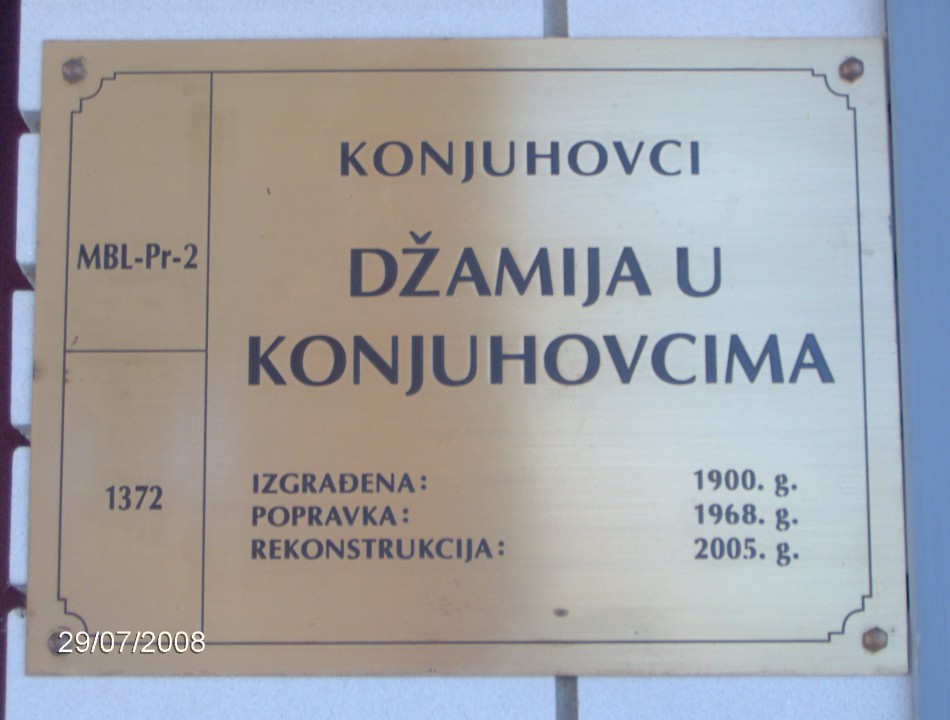 KONJUHOVCI
MBL-Pr-2
DŽAMIJA U
KONJUHOVCIMA
1372
IZGRAĐENA: 1900. g.
POPRAVKA: 1968. g.
REKONSTRUKCIJA: 2005. g.
29/07/2008